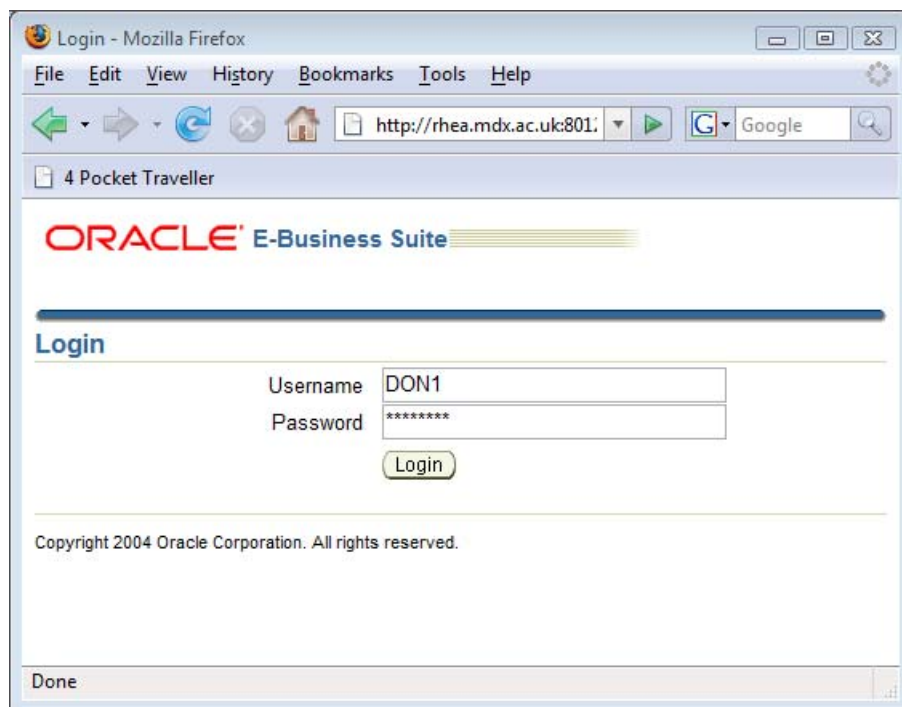 Login - Mozilla Firefox
File Edit View History Bookmarks Tools Help
http://rhea.mdx.ac.uk:801 G Google
4 Pocket Traveller
ORACLE E-Business Suite
Login
Username DON1
Password ********
Login
Copyright 2004 Oracle Corporation. All rights reserved.
Done